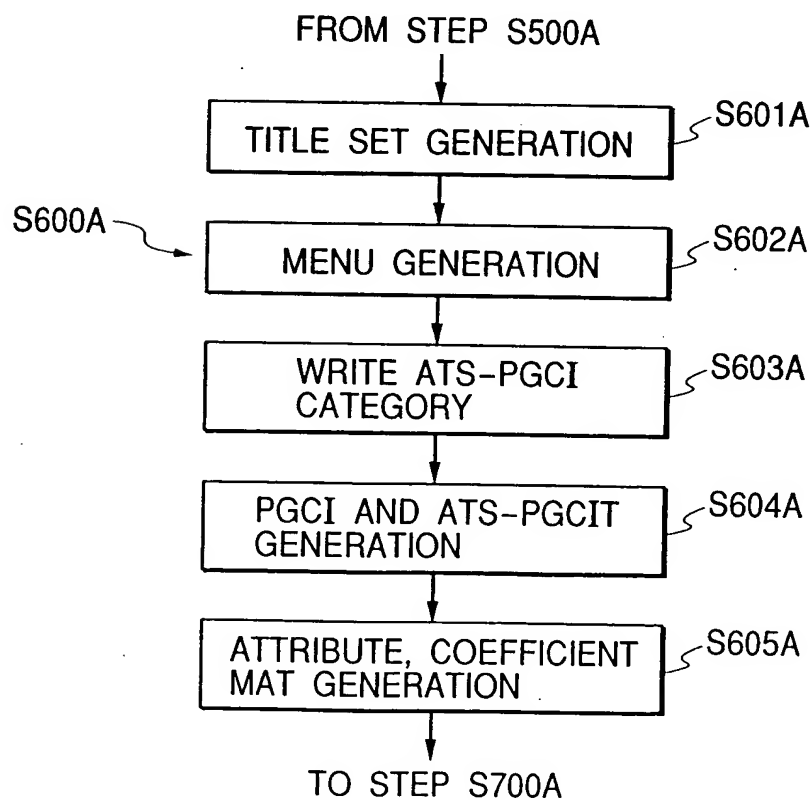 FROM STEP S500A
S601A
TITLE SET GENERATION
S600A
S602A
MENU GENERATION
S603A
WRITE ATS-PGCI
CATEGORY
S604A
PGCI AND ATS-PGCIT
GENERATION
S605A
ATTRIBUTE, COEFFICIENT
MAT GENERATION
TO STEP S700A